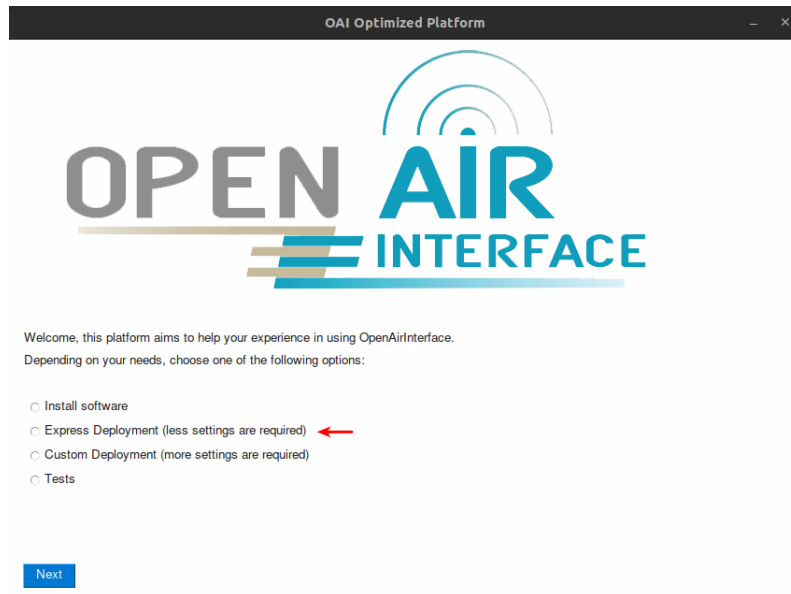 OAI Optimized Platform
OPEN AIR
INTERFACE
Welcome, this platform aims to help your experience in using OpenAirInterface.
Depending on your needs, choose one of the following options:
Install software
Express Deployment (less settings are required)
Custom Deployment (more settings are required)
Tests
Next